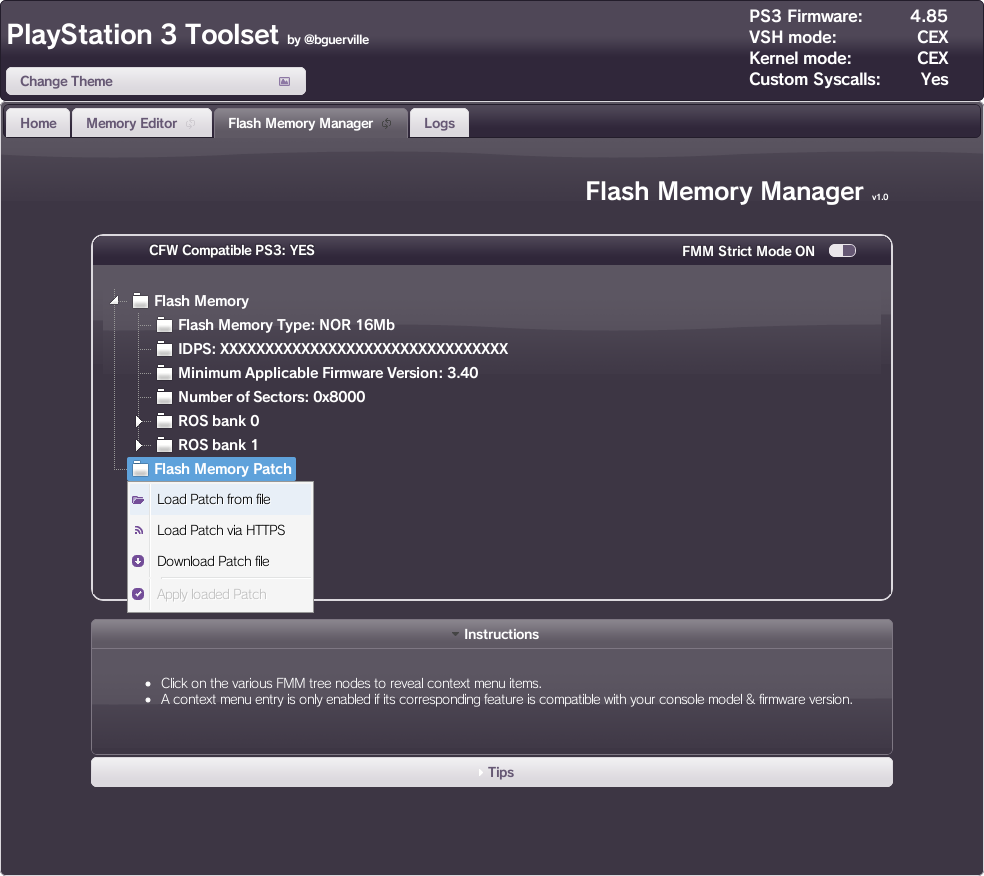 PlayStation 3 Toolset by @bguerville
PS3 Firmware: 4.85
VSH mode: CEX
Kernel mode: CEX
Custom Syscalls: Yes
Change Theme
Home Memory Editor Flash Memory Manager Logs
Flash Memory Manager v1.0
CFW Compatible PS3: YES FMM Strict Mode ON
Flash Memory
Flash Memory Type: NOR 16Mb
IDPS: XXXXXXXXXXXXXXXXXXXXXXXXXXXXXXXX
Minimum Applicable Firmware Version: 3.40
Number of Sectors: 0x8000
ROS bank 0
ROS bank 1
Flash Memory Patch
Load Patch from file
Load Patch via HTTPS
Download Patch file
Apply loaded Patch
Instructions
• Click on the various FMM tree nodes to reveal context menu items.
• A context menu entry is only enabled if its corresponding feature is compatible with your console model & firmware version.
Tips